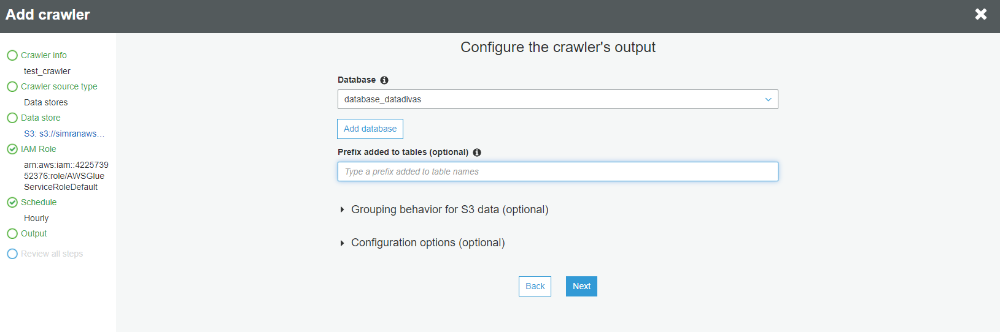 Add crawler
Crawler info
test_crawler
Crawler source type
Data stores
Data store
S3: s3://simranaws...
IAM Role
arn:aws:iam::4225739
52376:role/AWSGlue
ServiceRoleDefault
Schedule
Hourly
Output
Review all steps
Configure the crawler's output
Database
database_datadivas
Add database
Prefix added to tables (optional)
Type a prefix added to table names
Grouping behavior for S3 data (optional)
Configuration options (optional)
Back
Next